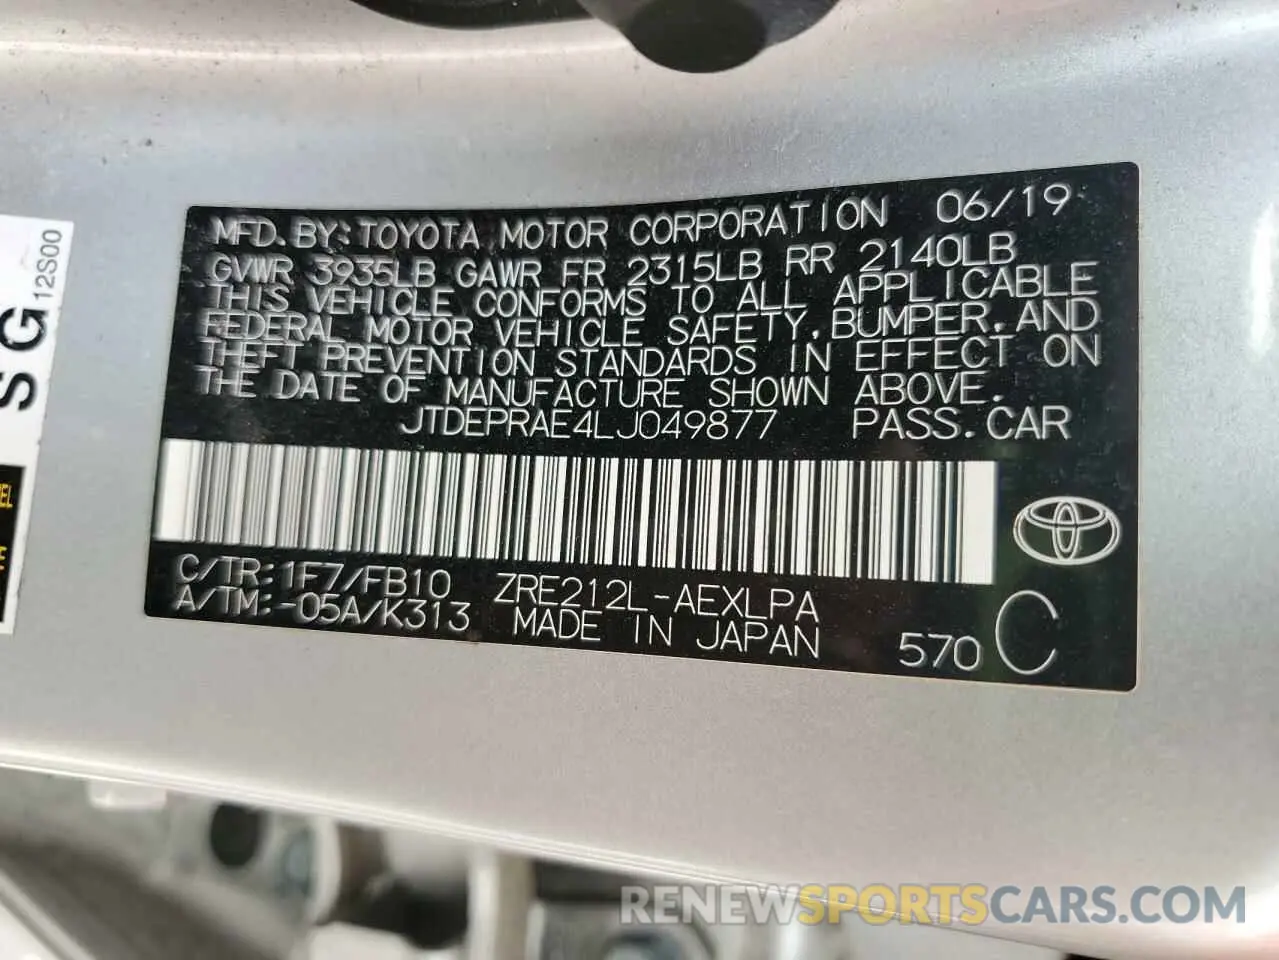 MFD.BY:TOYOTA MOTOR CORPORATION 06/19
GVWR 3935LB GAWR FR 2315LB RR 2140LB
THIS VEHICLE CONFORMS TO ALL APPLICABLE
FEDERAL MOTOR VEHICLE SAFETY,BUMPER,AND
THEFT PREVENTION STANDARDS IN EFFECT ON
THE DATE OF MANUFACTURE SHOWN ABOVE.
JTDEPRAE4LJ049877 PASS.CAR
C/TR:1F7/FB10 ZRE212L-AEXLPA
A/TM:-05A/K313 MADE IN JAPAN 570 C
SG 12S00
RENEWSPORTSCARS.COM